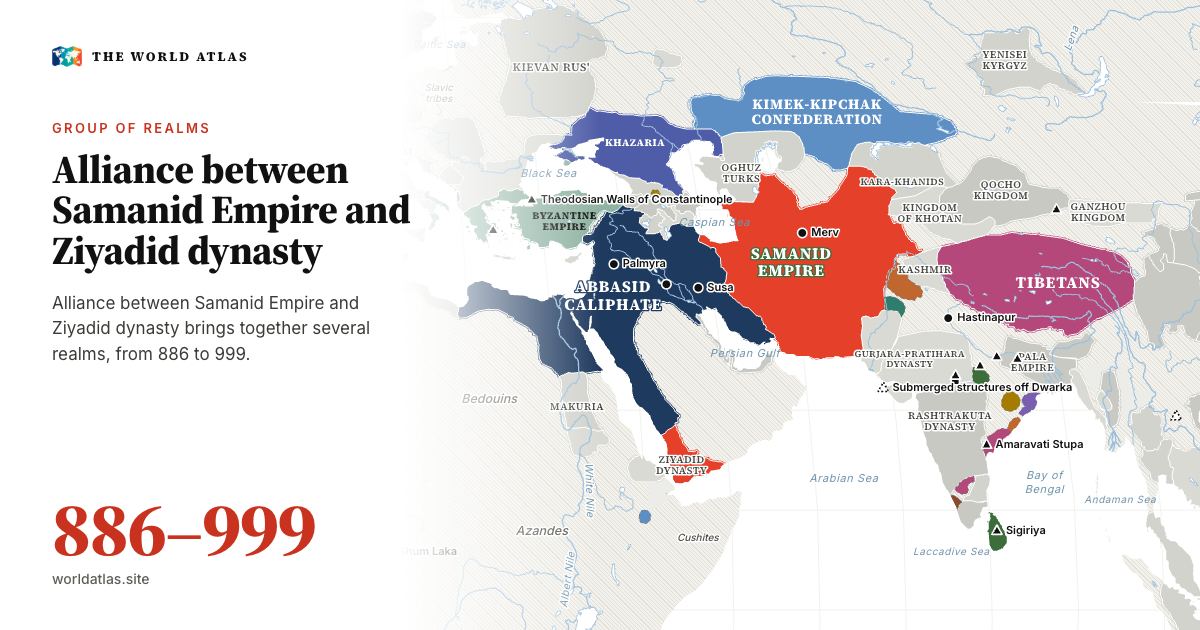 THE WORLD ATLAS
GROUP OF REALMS
Alliance between
Samanid Empire and
Ziyadid dynasty
Alliance between Samanid Empire and
Ziyadid dynasty brings together several
realms, from 886 to 999.
886–999
worldatlas.site
Baltic Sea
KIEVAN RUS'
Slavic
tribes
YENISEI
KYRGYZ
Lena
KIMEK-KIPCHAK
CONFEDERATION
KHAZARIA
Black Sea
OGHUZ
TURKS
KARA-KHANIDS
QOCHO
KINGDOM
KINGDOM
OF KHOTAN
GANZHOU
KINGDOM
Theodosian Walls of Constantinople
BYZANTINE
EMPIRE
Caspian Sea
Merv
SAMANID
EMPIRE
Palmyra
ABBASID
CALIPHATE
Susa
KASHMIR
TIBETANS
Hastinapur
Persian Gulf
GURJARA-PRATIHARA
DYNASTY
PALA
EMPIRE
Submerged structures off Dwarka
Bedouins
MAKURIA
RASHTRAKUTA
DYNASTY
Amaravati Stupa
ZIYADID
DYNASTY
Arabian Sea
Bay of
Bengal
Andaman Sea
White Nile
Azandes
Cushites
Sigiriya
Laccadive Sea
Albert Nile